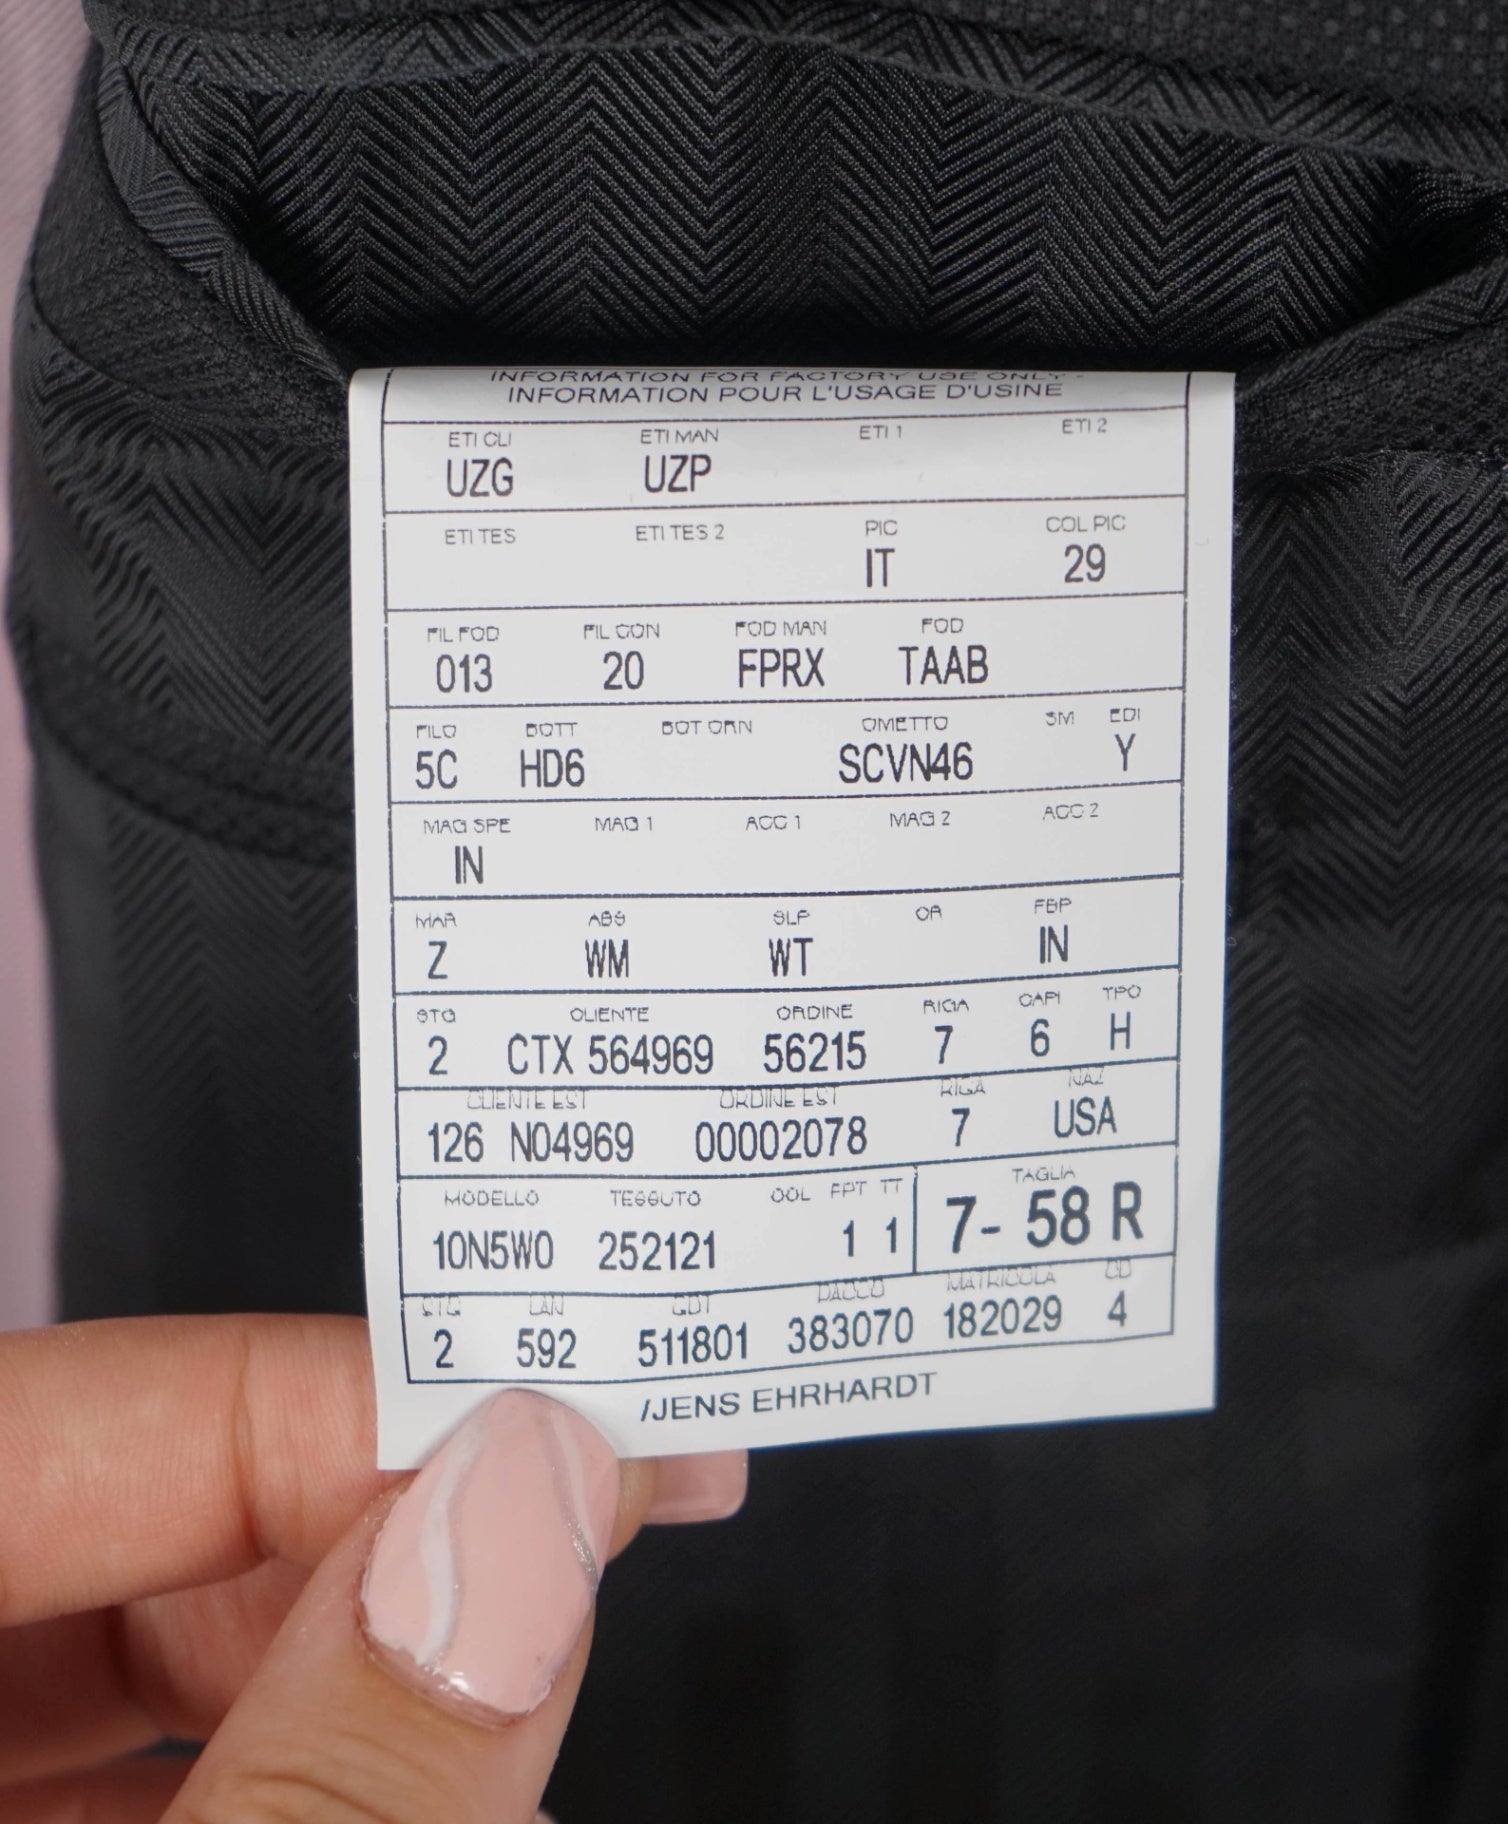 INFORMATION FOR FACTORY USE ONLY -
INFORMATION POUR L'USAGE D'USINE
ETI CLI ETI MAN ETI 1 ETI 2
UZG UZP
ETI TES ETI TES 2 PIC COL PIC
IT 29
FIL FOD FIL CON FOD MAN FOD
013 20 FPRX TAAB
FILO BOTT BOT ORN OMETTO SM EDI
5C HD6 SCVN46 Y
MAG SPE MAG 1 ACC 1 MAG 2 ACC 2
IN
MAR ABS SLP OR FBP
Z WM WT IN
STG CLIENTE ORDINE RIGA CAPI TPO
2 CTX 564969 56215 7 6 H
CLIENTE EST ORDINE EST RIGA NAZ
126 N04969 00002078 7 USA
MODELLO TESSUTO COL FPT TT TAGLIA
10N5W0 252121 1 1 7- 58 R
STG LAN GDT DACCO MATRICOLA CD
2 592 511801 383070 182029 4
/JENS EHRHARDT